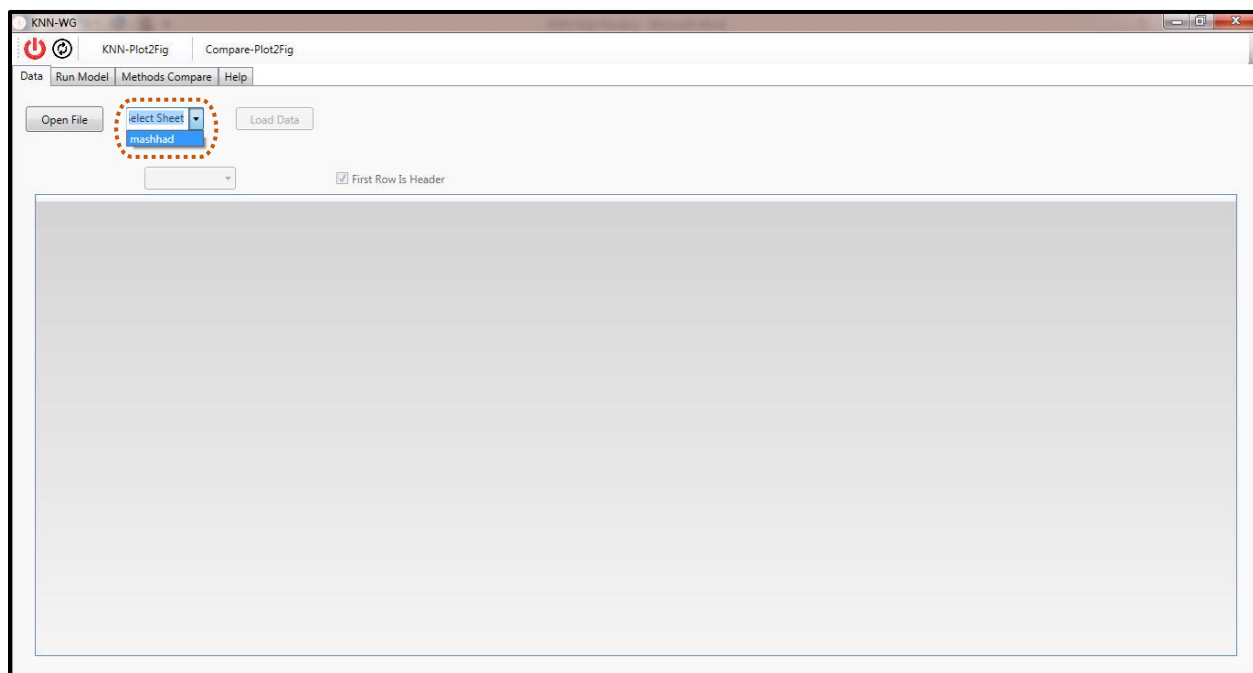 KNN-WG
KNN-Plot2Fig Compare-Plot2Fig
Data Run Model Methods Compare Help
Open File elect Sheet Load Data
mashhad
First Row Is Header